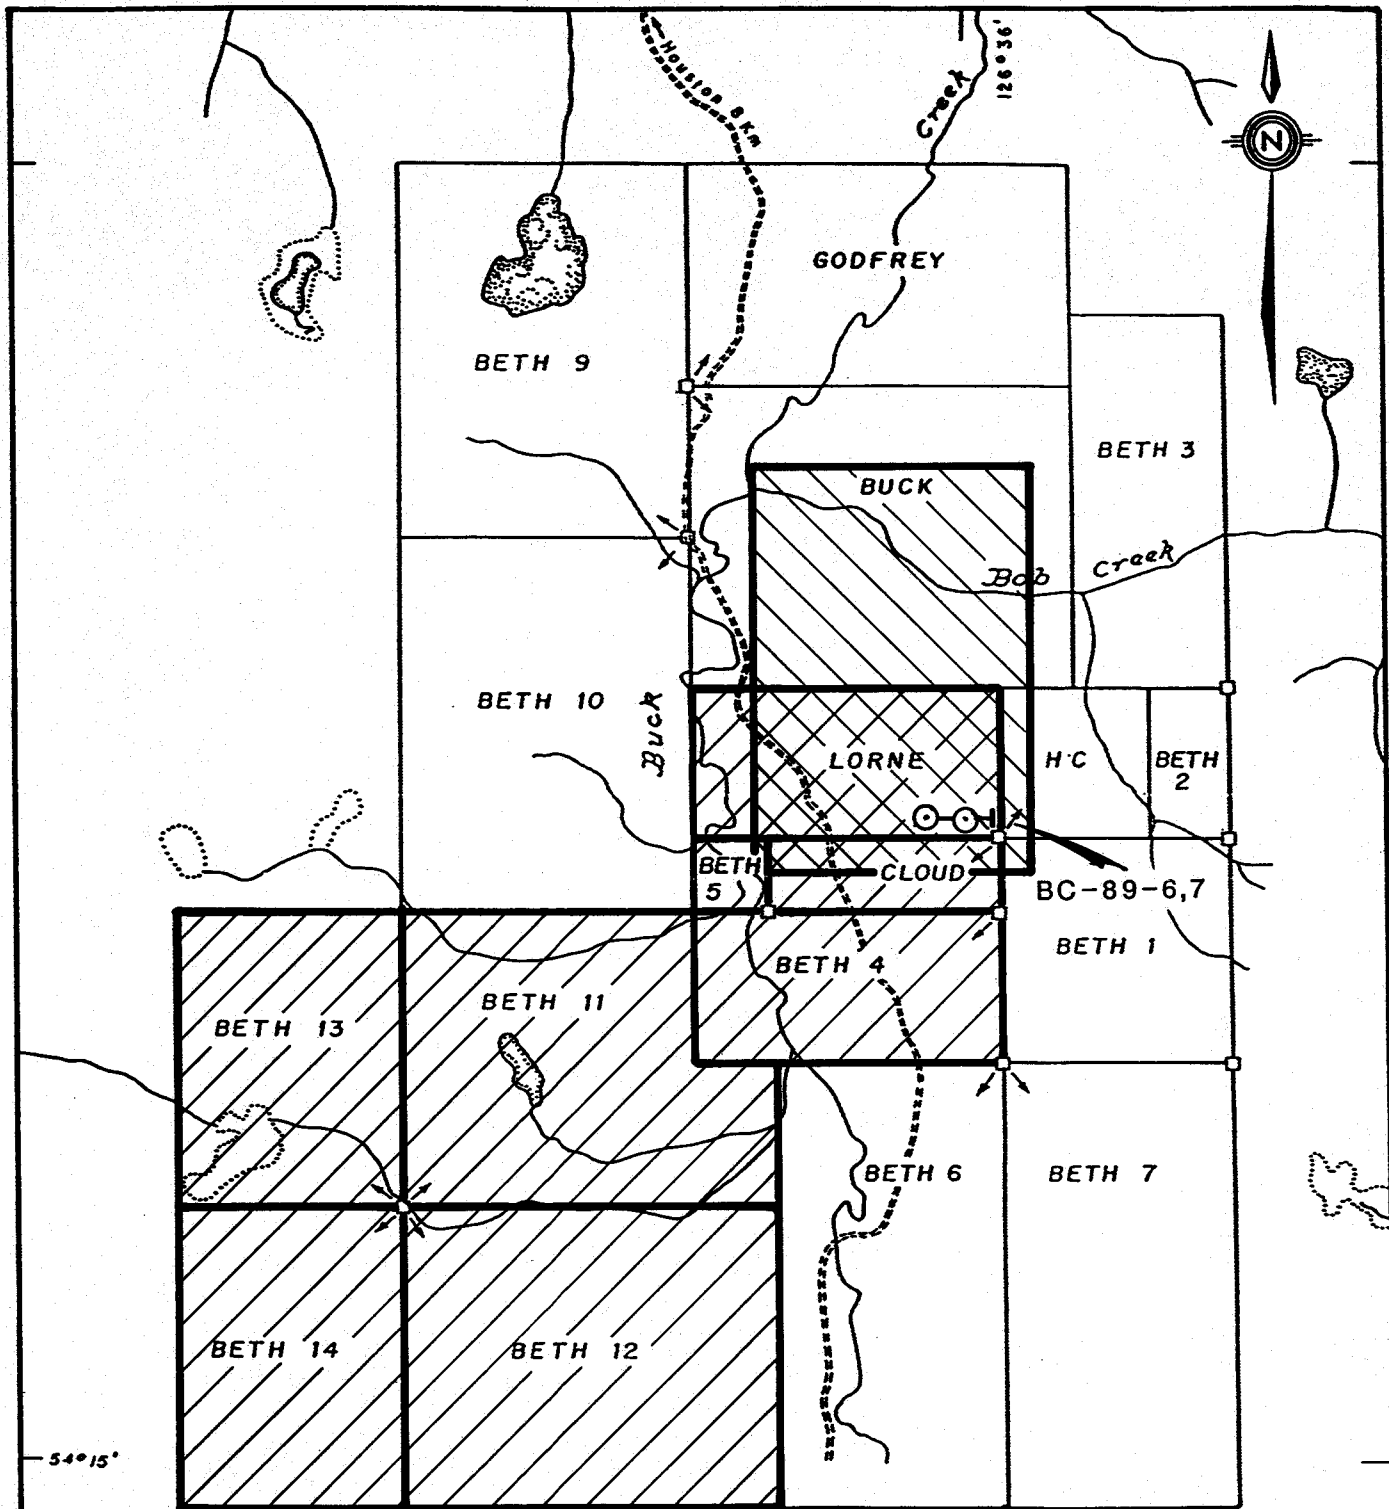 Houston 8 Km
Creek
126° 36'
N
GODFREY
BETH 9
BETH 3
BUCK
Bob Creek
BETH 10
Buck
LORNE
H·C
BETH
2
BETH
5
CLOUD
BC-89-6,7
BETH 4
BETH 1
BETH 11
BETH 13
BETH 6
BETH 7
BETH 14
BETH 12
54° 15'